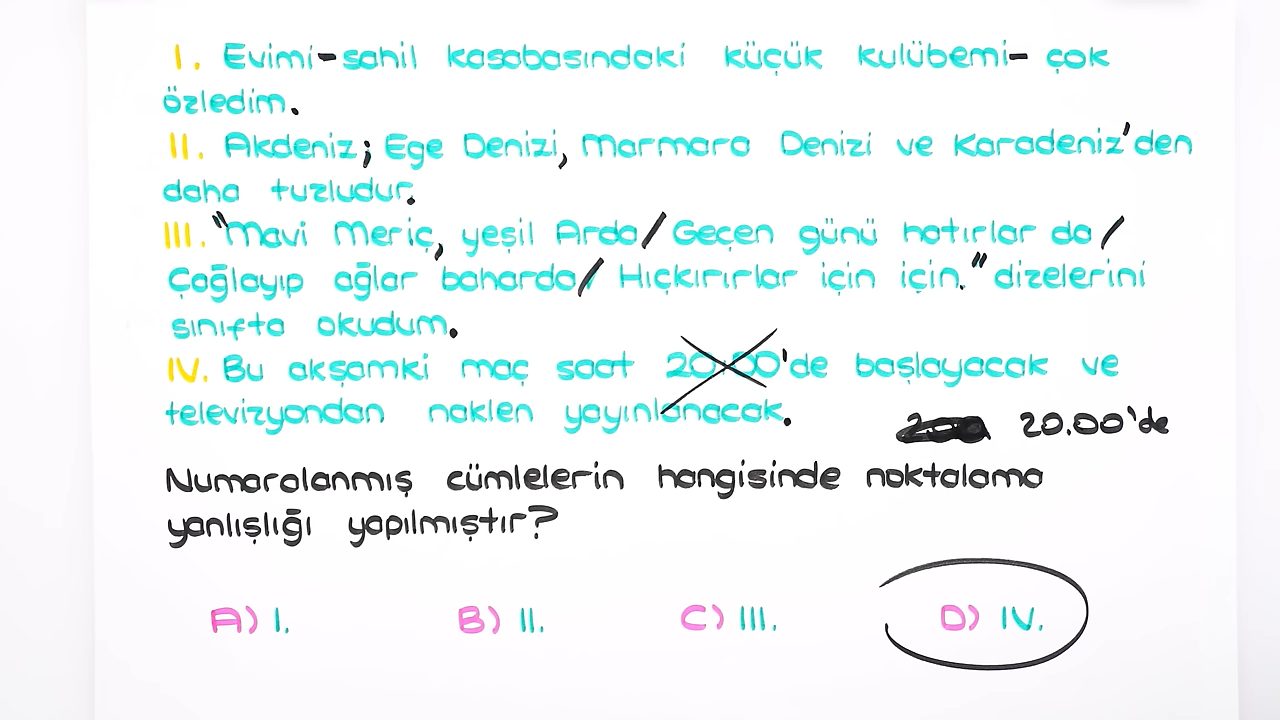 I. Evimi-sahil kasabasındaki küçük kulübemi- çok
özledim.
II. Akdeniz; Ege Denizi, Marmara Denizi ve Karadeniz'den
daha tuzludur.
III. "Mavi Meriç, yeşil Arda/ Geçen günü hatırlar da/
Çağlayıp ağlar baharda/ Hıçkırırlar için için." dizelerini
sınıfta okudum.
IV. Bu akşamki maç saat 20:00'de başlayacak ve
televizyondan naklen yayınlanacak.
20.00'de
Numaralanmış cümlelerin hangisinde noktalama
yanlışlığı yapılmıştır?
A) I. B) II. C) III. D) IV.